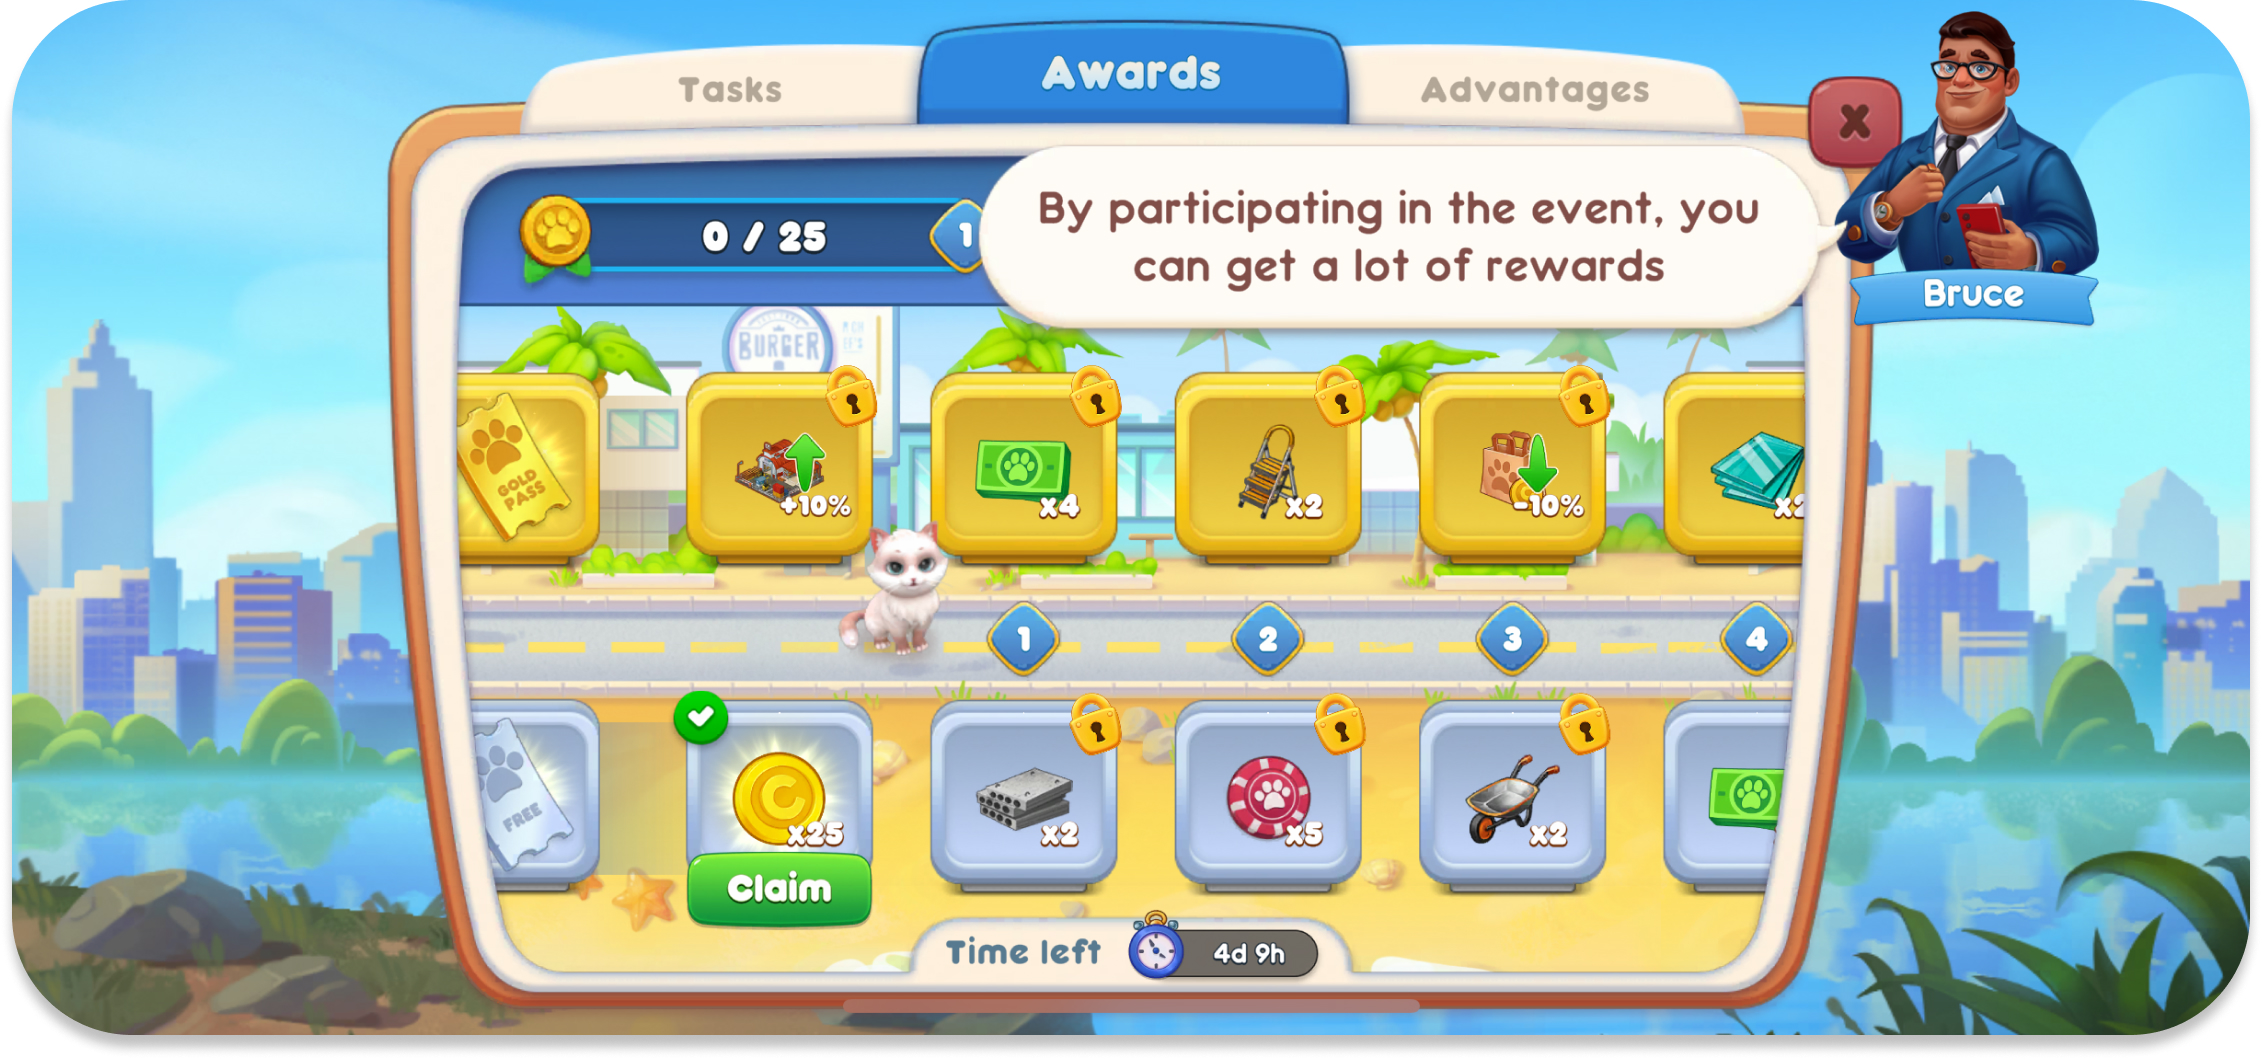 Tasks
Awards
Advantages
X
By participating in the event, you
can get a lot of rewards
Bruce
0 / 25
1
BURGER
GOLD
PASS
+10%
x4
x2
-10%
1
2
3
4
FREE
x25
x2
x5
x2
Claim
Time left
4d 9h